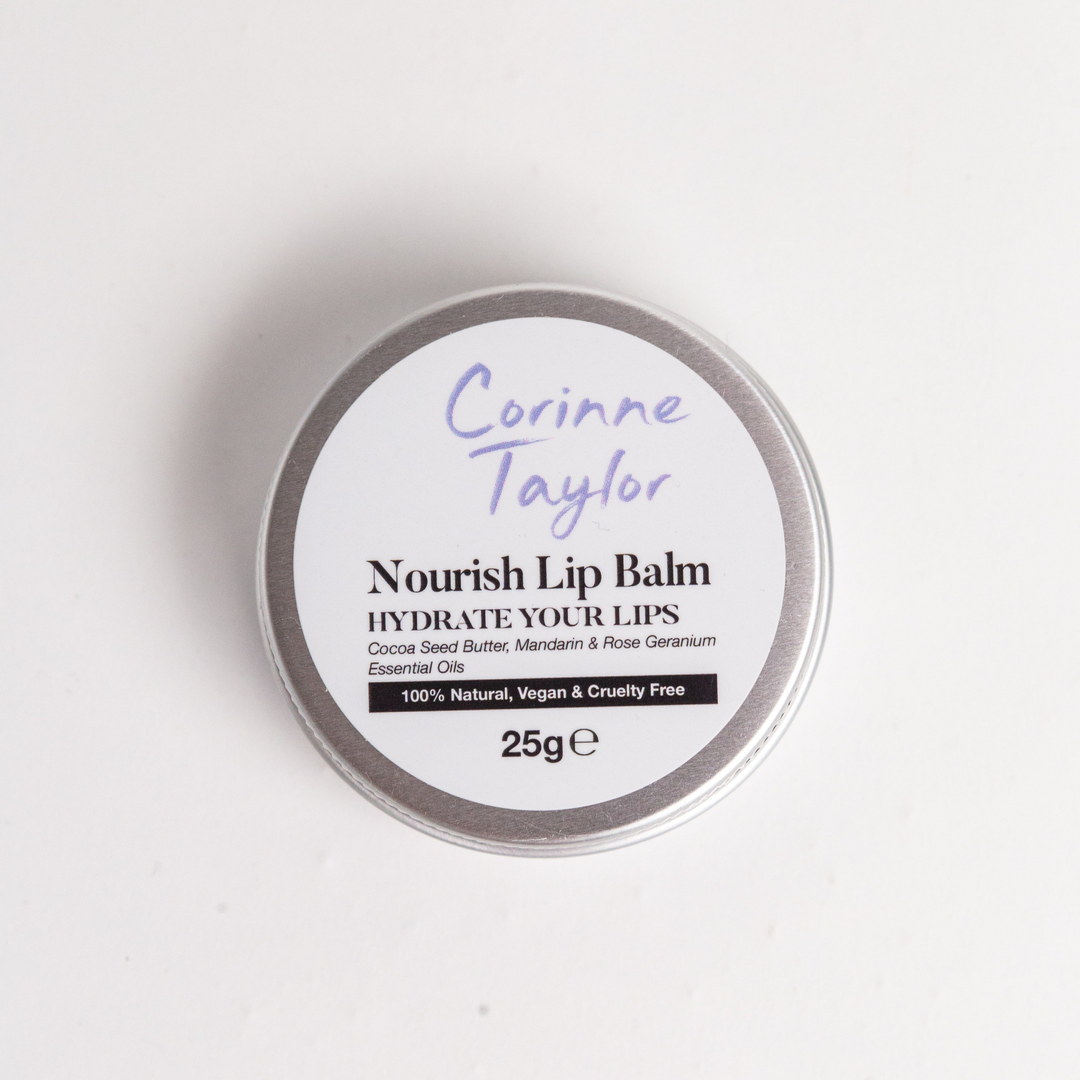 Corinne
Taylor
Nourish Lip Balm
HYDRATE YOUR LIPS
Cocoa Seed Butter, Mandarin & Rose Geranium
Essential Oils
100% Natural, Vegan & Cruelty Free
25g ℮